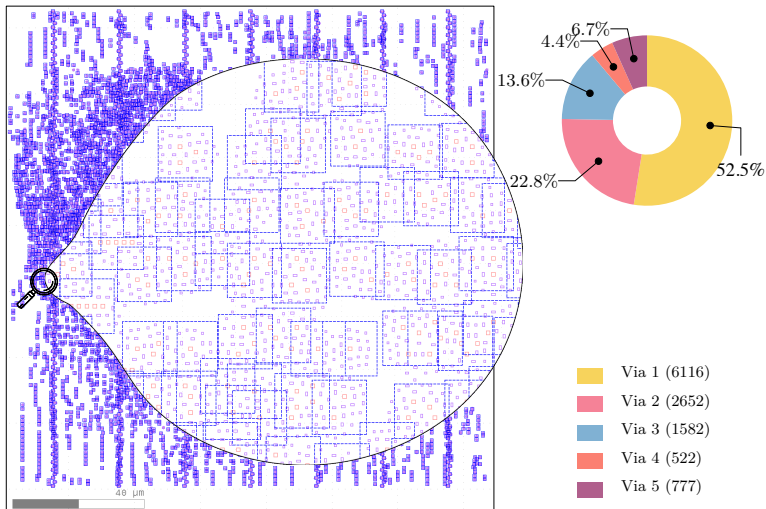 6.7%
4.4%
13.6%
52.5%
22.8%
Via 1 (6116)
Via 2 (2652)
Via 3 (1582)
Via 4 (522)
Via 5 (777)
40 µm